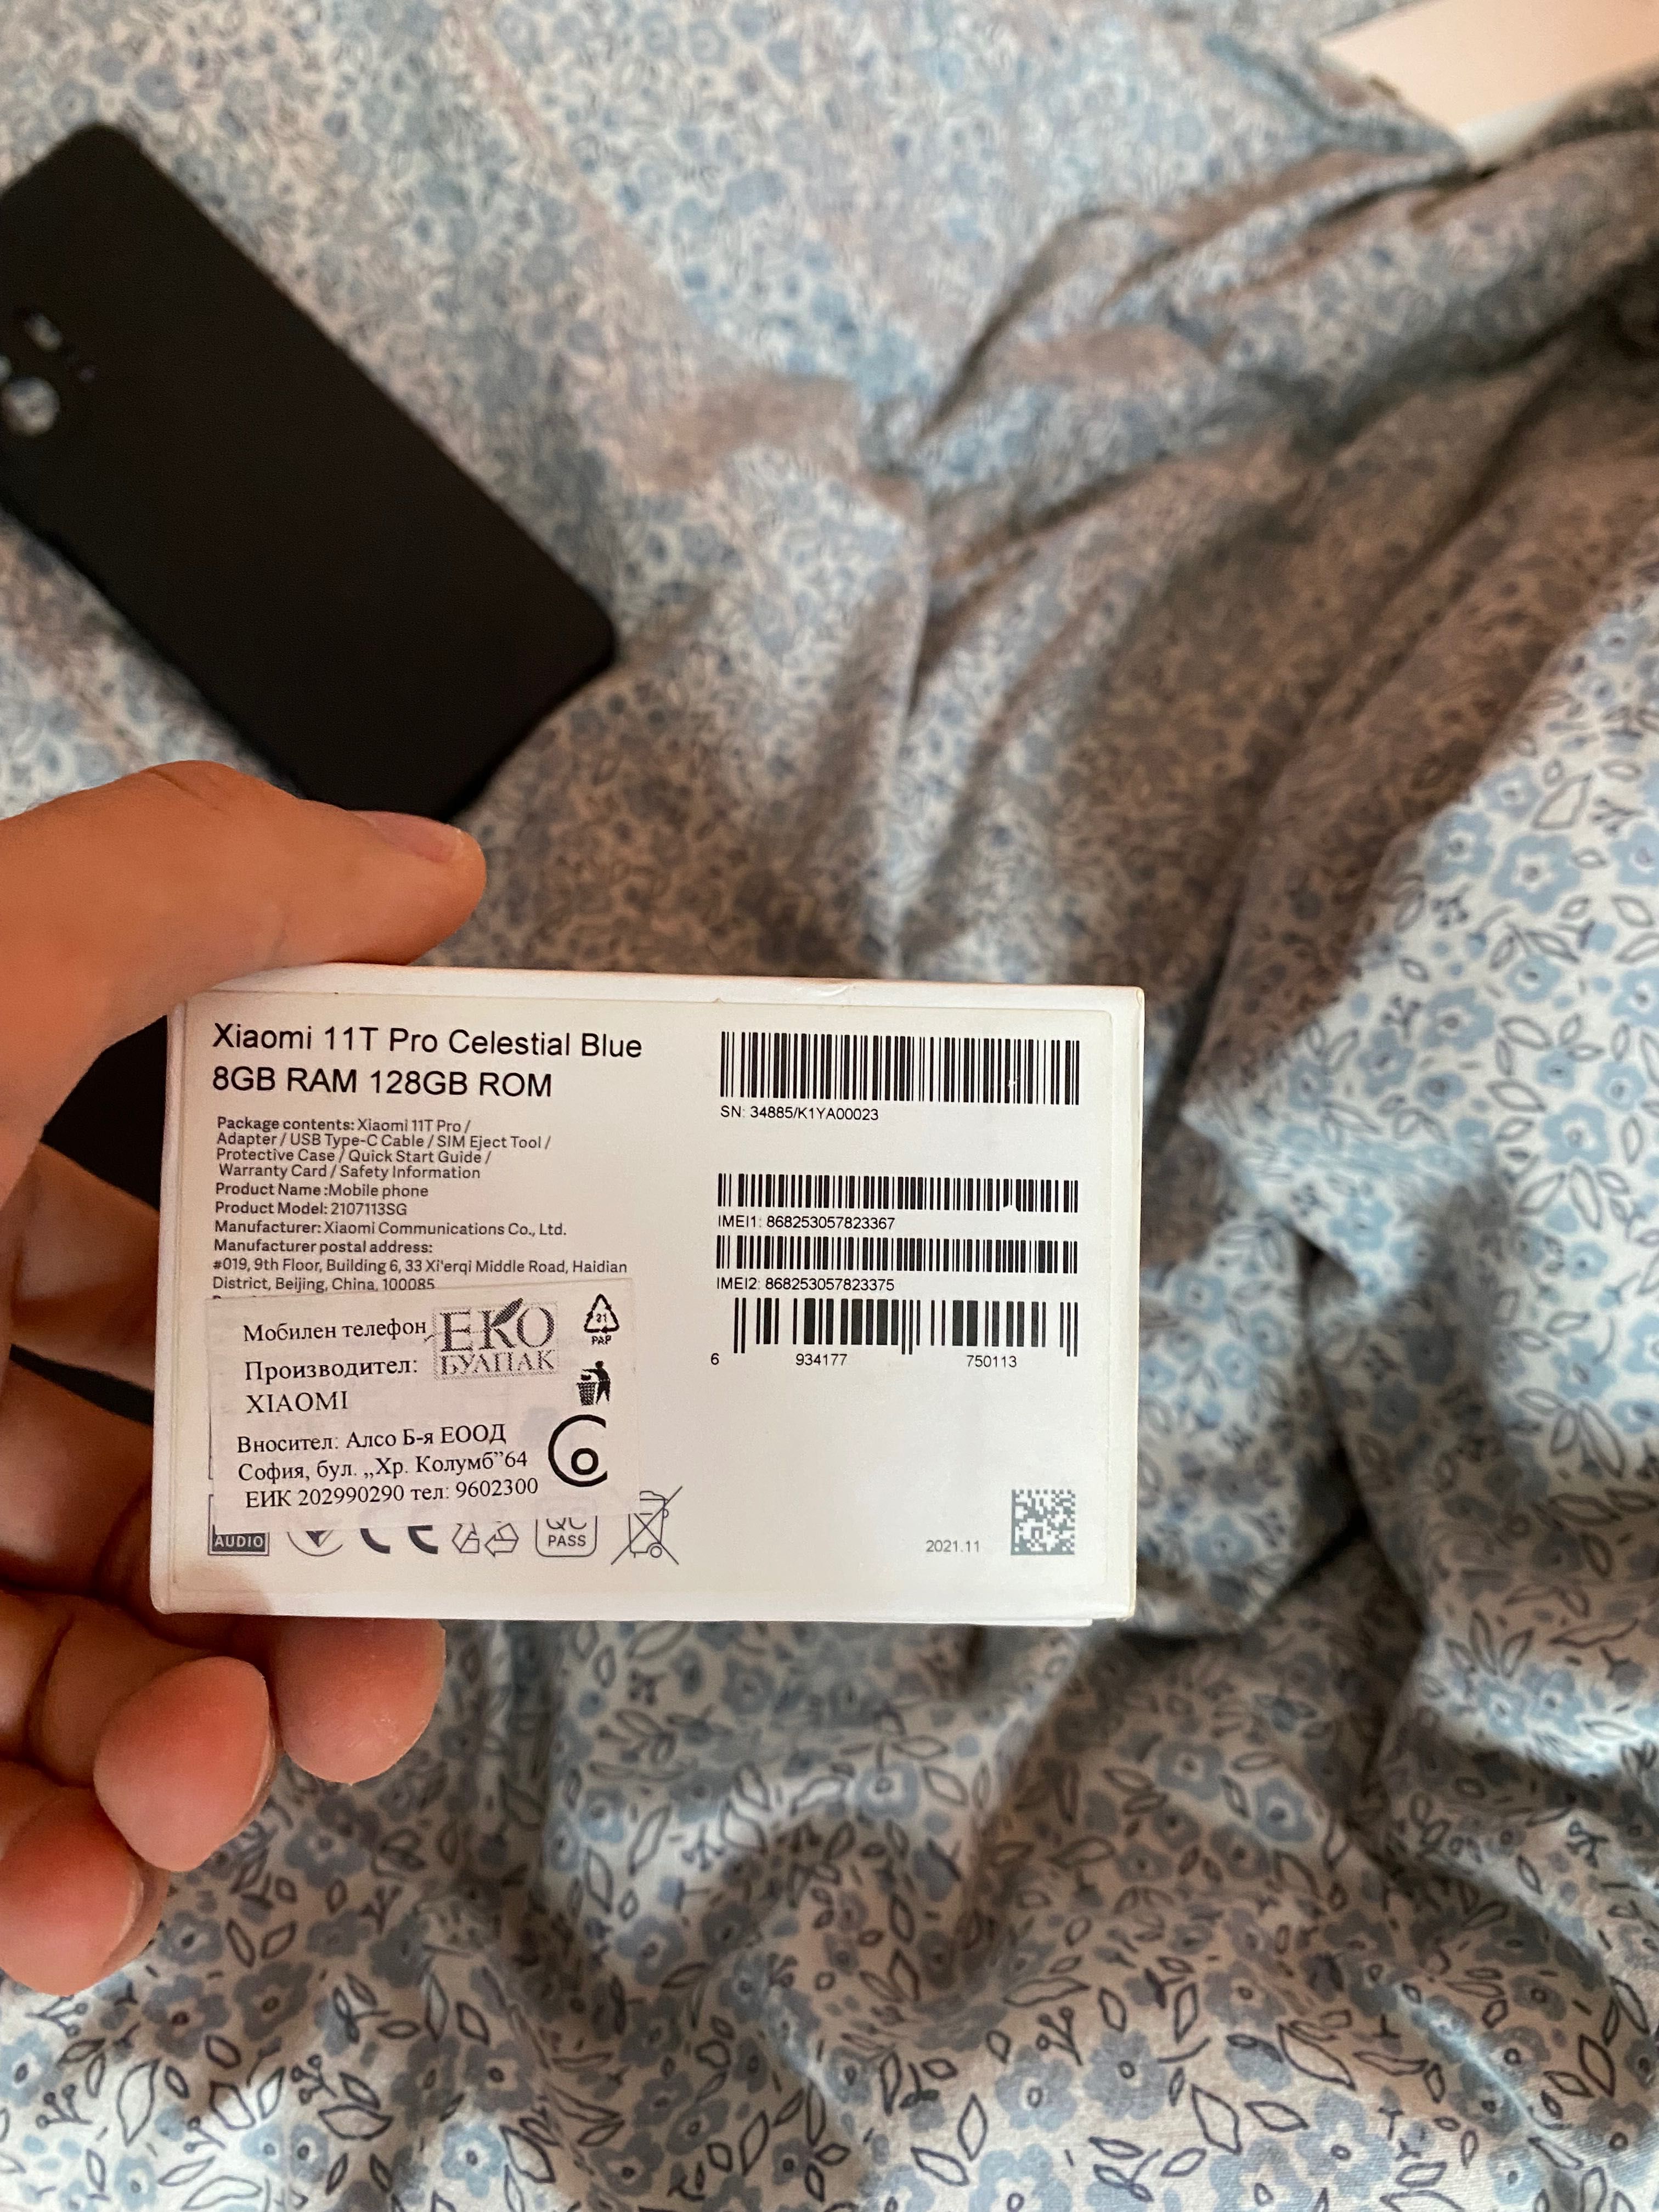 Xiaomi 11T Pro Celestial Blue
8GB RAM 128GB ROM
Package contents: Xiaomi 11T Pro /
Adapter / USB Type-C Cable / SIM Eject Tool /
Protective Case / Quick Start Guide /
Warranty Card / Safety Information
Product Name :Mobile phone
Product Model: 2107113SG
Manufacturer: Xiaomi Communications Co., Ltd.
Manufacturer postal address:
#019, 9th Floor, Building 6, 33 Xi'erqi Middle Road, Haidian
District, Beijing, China, 100085
Мобилен телефон
ЕКО
БУЛПАК
21
PAP
Производител:
XIAOMI
Вносител: Алсо Б-я ЕООД
София, бул. „Хр. Колумб”64
ЕИК 202990290 тел: 9602300
AUDIO
QC
PASS
SN: 34885/K1YA00023
IMEI1: 868253057823367
IMEI2: 868253057823375
6 934177 750113
2021.11